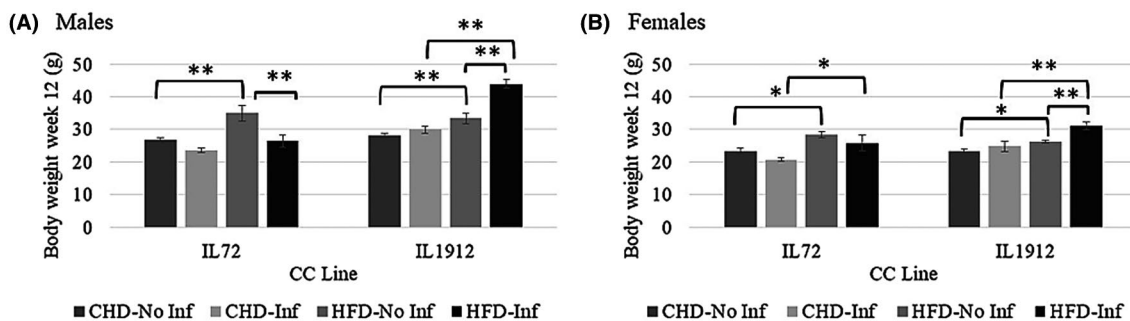 (A) Males
Body weight week 12 (g)
50
40
30
20
10
0
** ** ** ** **
IL72 IL1912
CC Line
CHD-No Inf CHD-Inf HFD-No Inf HFD-Inf
(B) Females
Body weight week 12 (g)
50
40
30
20
10
0
* * * ** **
IL72 IL1912
CC Line
CHD-No Inf CHD-Inf HFD-No Inf HFD-Inf